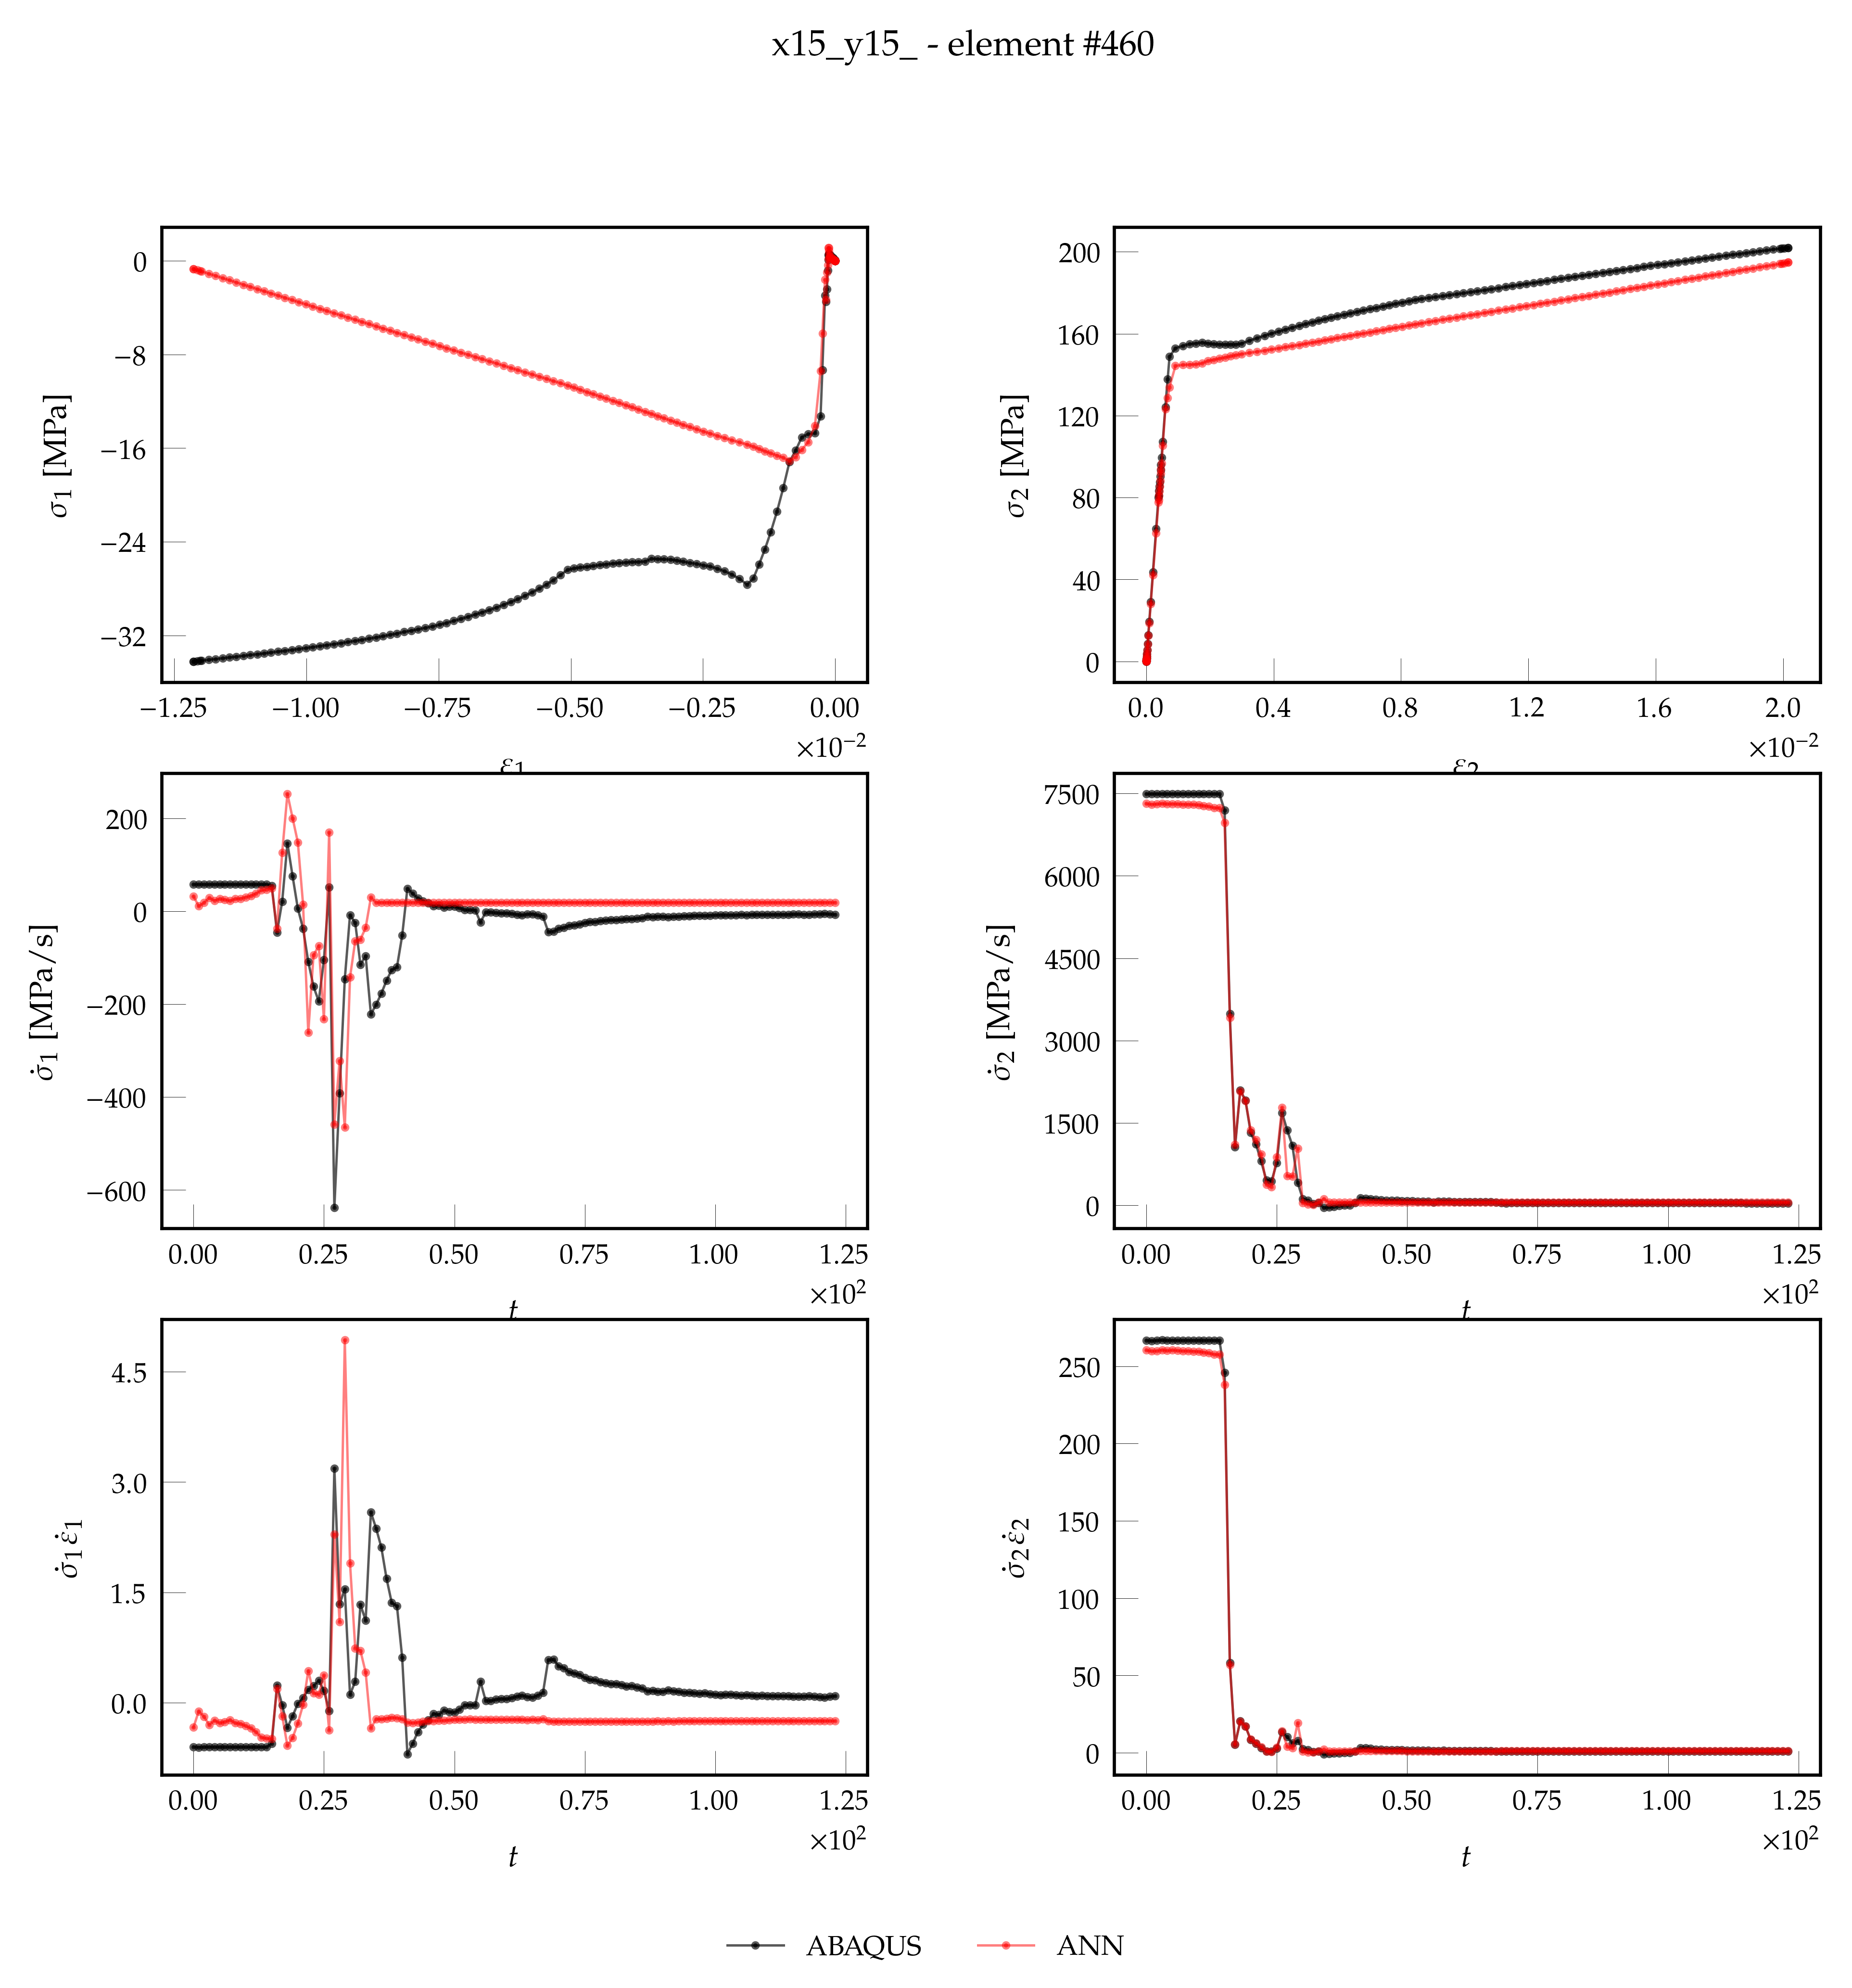 x15_y15_ - element #460
σ1 [MPa]
0
−8
−16
−24
−32
−1.25 −1.00 −0.75 −0.50 −0.25 0.00
×10⁻²
ε1
σ2 [MPa]
200
160
120
80
40
0
0.0 0.4 0.8 1.2 1.6 2.0
×10⁻²
ε2
σ̇1 [MPa/s]
200
0
−200
−400
−600
0.00 0.25 0.50 0.75 1.00 1.25
×10²
t
σ̇2 [MPa/s]
7500
6000
4500
3000
1500
0
0.00 0.25 0.50 0.75 1.00 1.25
×10²
t
σ̇1ε̇1
4.5
3.0
1.5
0.0
0.00 0.25 0.50 0.75 1.00 1.25
×10²
t
σ̇2ε̇2
250
200
150
100
50
0
0.00 0.25 0.50 0.75 1.00 1.25
×10²
t
ABAQUS ANN